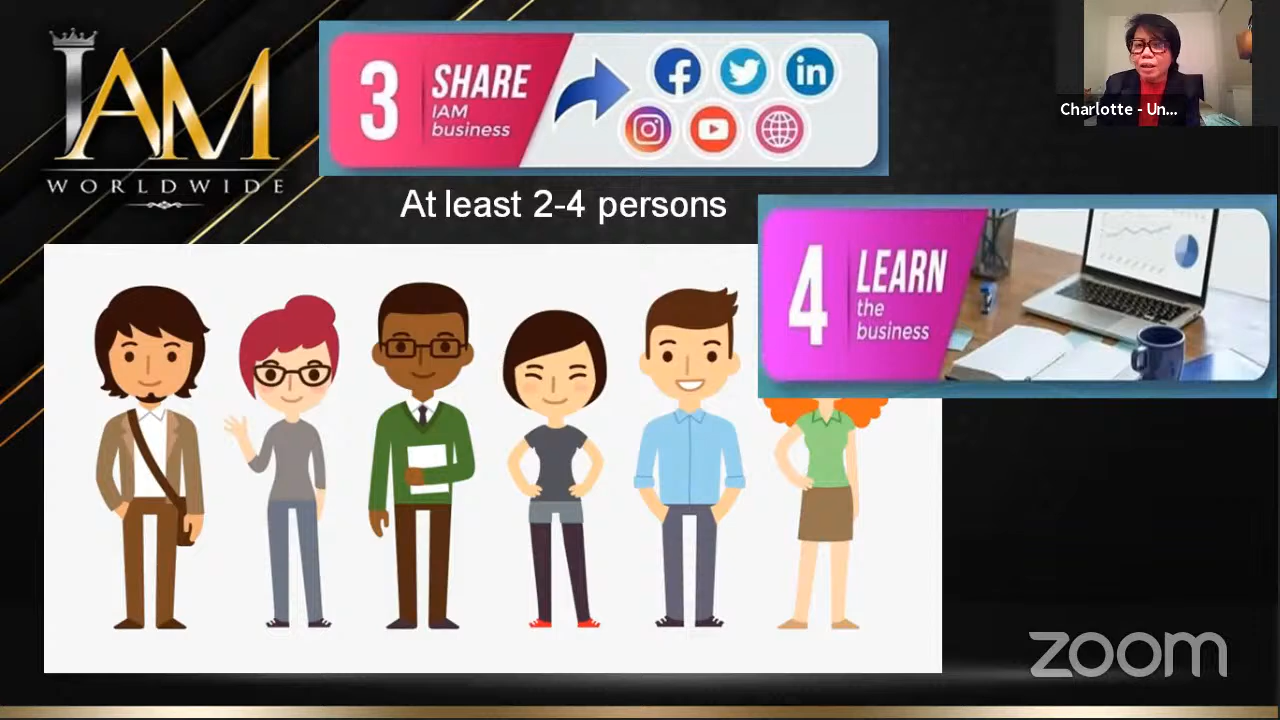 IAM
WORLDWIDE
3
SHARE
IAM
business
At least 2-4 persons
4
LEARN
the
business
Charlotte - Un...
zoom